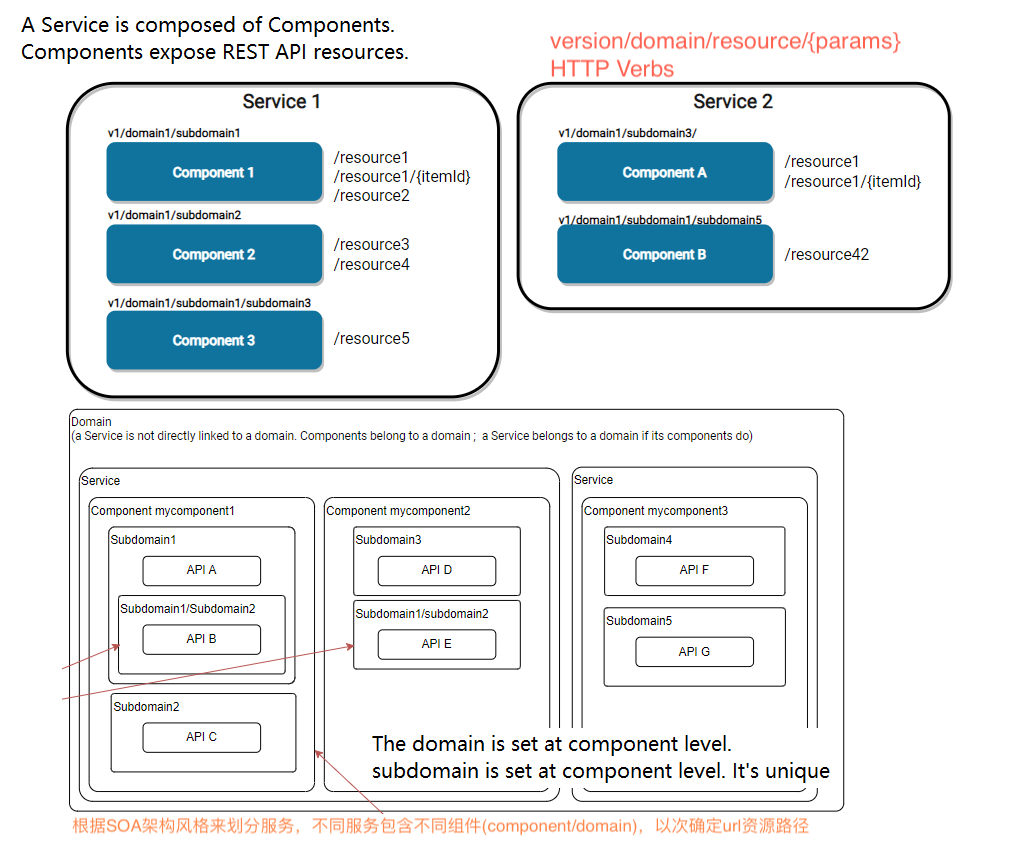 A Service is composed of Components.
Components expose REST API resources.
version/domain/resource/{params}
HTTP Verbs
Service 1
v1/domain1/subdomain1
Component 1
/resource1
/resource1/{itemId}
/resource2
v1/domain1/subdomain2
Component 2
/resource3
/resource4
v1/domain1/subdomain1/subdomain3
Component 3
/resource5
Service 2
v1/domain1/subdomain3/
Component A
/resource1
/resource1/{itemId}
v1/domain1/subdomain1/subdomain5
Component B
/resource42
Domain
(a Service is not directly linked to a domain. Components belong to a domain ; a Service belongs to a domain if its components do)
Service
Component mycomponent1
Subdomain1
API A
Subdomain1/Subdomain2
API B
Subdomain2
API C
Component mycomponent2
Subdomain3
API D
Subdomain1/subdomain2
API E
Service
Component mycomponent3
Subdomain4
API F
Subdomain5
API G
The domain is set at component level.
subdomain is set at component level. It's unique
根据SOA架构风格来划分服务，不同服务包含不同组件(component/domain)，以次确定url资源路径